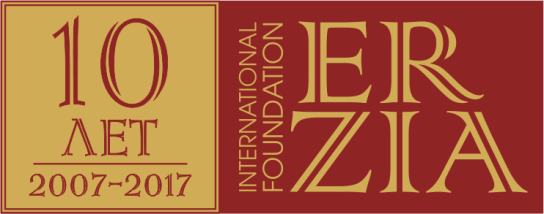 10
ЛЕТ
2007-2017
INTERNATIONAL
FOUNDATION
ER
ZIA